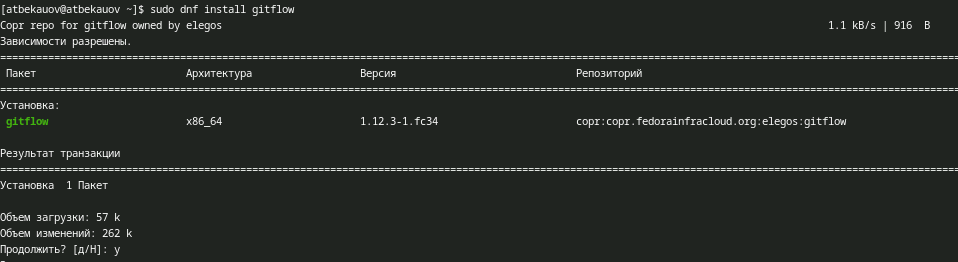 [atbekauov@atbekauov ~]$ sudo dnf install gitflow
Copr repo for gitflow owned by elegos 1.1 kB/s | 916 B
Зависимости разрешены.
================================================================================
Пакет Архитектура Версия Репозиторий
================================================================================
Установка:
gitflow x86_64 1.12.3-1.fc34 copr:copr.fedorainfracloud.org:elegos:gitflow
Результат транзакции
================================================================================
Установка 1 Пакет
Объем загрузки: 57 k
Объем изменений: 262 k
Продолжить? [д/Н]: y